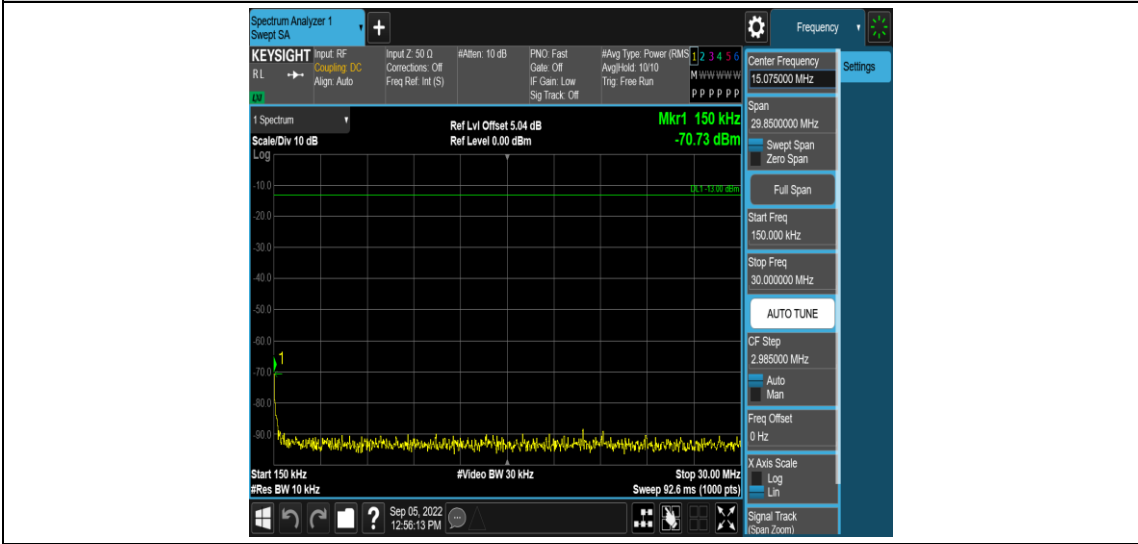 Spectrum Analyzer 1
Swept SA
+
Frequency
KEYSIGHT
RL
Input: RF
Coupling: DC
Align: Auto
Input Z: 50 Ω
Corrections: Off
Freq Ref: Int (S)
#Atten: 10 dB
PNO: Fast
Gate: Off
IF Gain: Low
Sig Track: Off
#Avg Type: Power (RMS
Avg|Hold: 10/10
Trig: Free Run
1 2 3 4 5 6
M W W W W W
P P P P P P
1 Spectrum
Scale/Div 10 dB
Log
Ref Lvl Offset 5.04 dB
Ref Level 0.00 dBm
Mkr1 150 kHz
-70.73 dBm
DL1 -13.00 dBm
-10.0
-20.0
-30.0
-40.0
-50.0
-60.0
1
-70.0
-80.0
-90.0
Start 150 kHz
#Res BW 10 kHz
#Video BW 30 kHz
Stop 30.00 MHz
Sweep 92.6 ms (1000 pts)
?
Sep 05, 2022
12:56:13 PM
Center Frequency
15.075000 MHz
Settings
Span
29.8500000 MHz
Swept Span
Zero Span
Full Span
Start Freq
150.000 kHz
Stop Freq
30.000000 MHz
AUTO TUNE
CF Step
2.985000 MHz
Auto
Man
Freq Offset
0 Hz
X Axis Scale
Log
Lin
Signal Track
(Span Zoom)